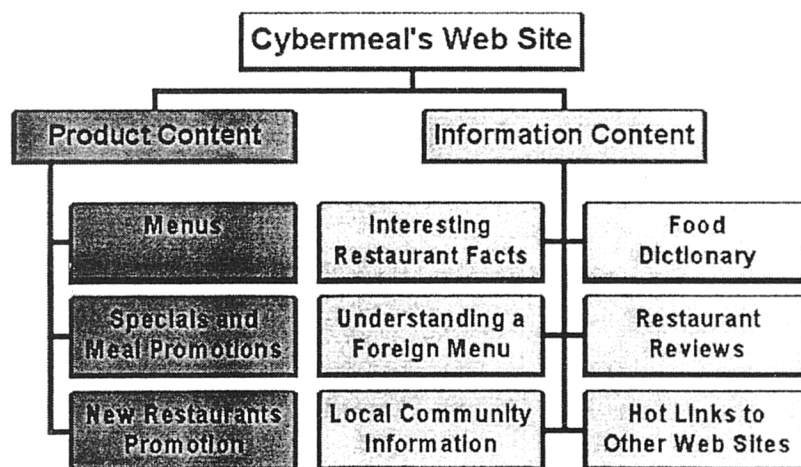 Cybermeal's Web Site
Product Content
Information Content
Menus
Specials and
Meal Promotions
New Restaurants
Promotion
Interesting
Restaurant Facts
Understanding a
Foreign Menu
Local Community
Information
Food
Dictionary
Restaurant
Reviews
Hot Links to
Other Web Sites